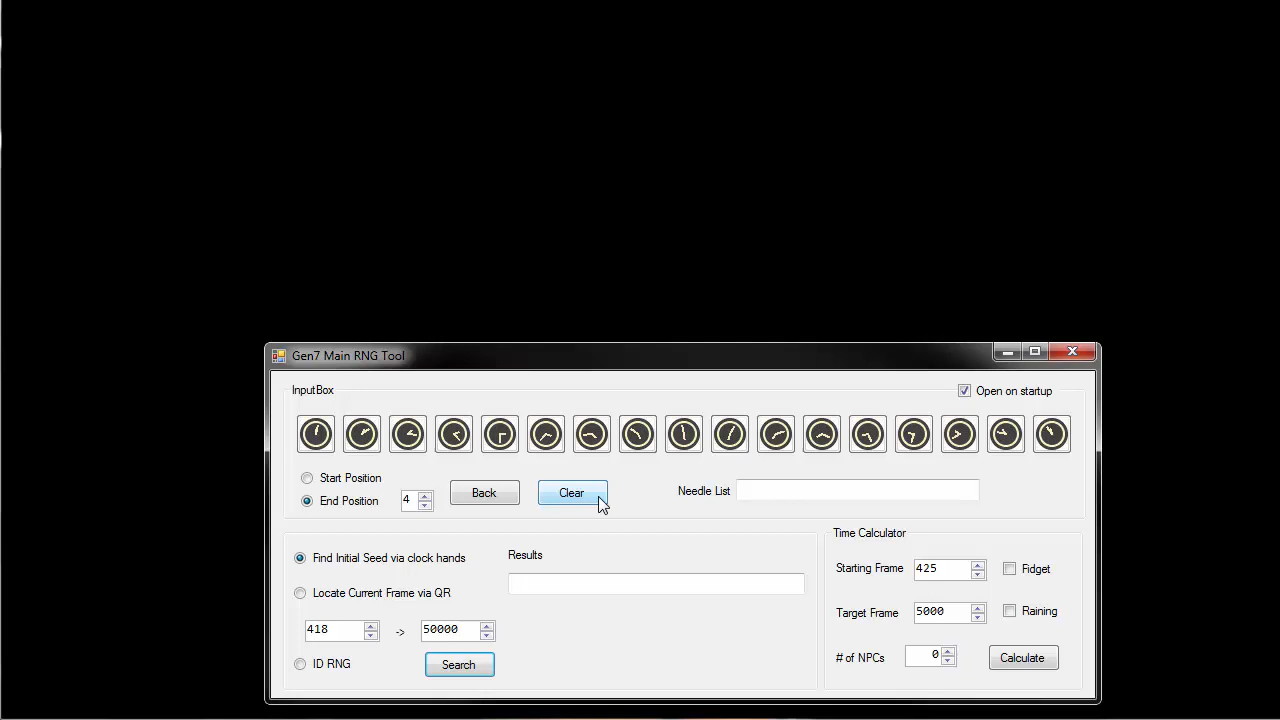 Gen7 Main RNG Tool
InputBox
Open on startup
Start Position
End Position
4
Back
Clear
Needle List
Find Initial Seed via clock hands
Results
Locate Current Frame via QR
418
->
50000
ID RNG
Search
Time Calculator
Starting Frame
425
Fidget
Target Frame
5000
Raining
# of NPCs
0
Calculate